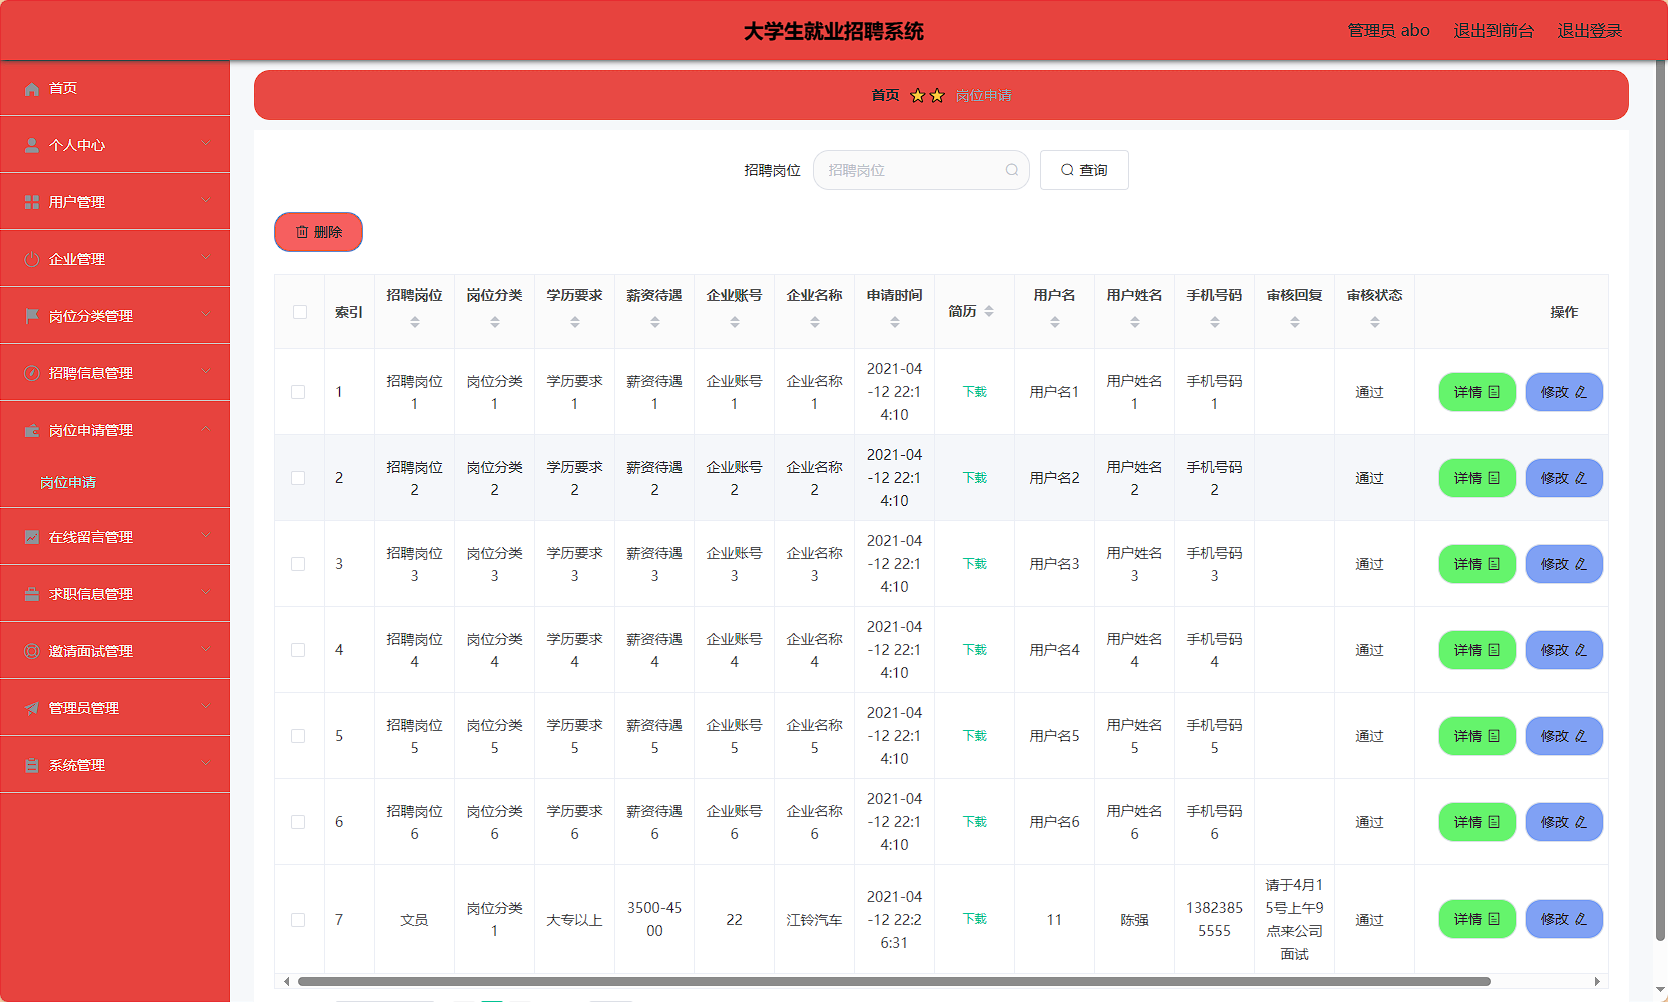 大学生就业招聘系统
管理员 abo 退出到前台 退出登录
首页
个人中心
用户管理
企业管理
岗位分类管理
招聘信息管理
岗位申请管理
岗位申请
在线留言管理
求职信息管理
邀请面试管理
管理员管理
系统管理
首页 岗位申请
招聘岗位 招聘岗位 查询
删除
索引 招聘岗位 岗位分类 学历要求 薪资待遇 企业账号 企业名称 申请时间 简历 用户名 用户姓名 手机号码 审核回复 审核状态 操作
1 招聘岗位1 岗位分类1 学历要求1 薪资待遇1 企业账号1 企业名称1 2021-04-12 22:14:10 下载 用户名1 用户姓名1 手机号码1 通过 详情 修改
2 招聘岗位2 岗位分类2 学历要求2 薪资待遇2 企业账号2 企业名称2 2021-04-12 22:14:10 下载 用户名2 用户姓名2 手机号码2 通过 详情 修改
3 招聘岗位3 岗位分类3 学历要求3 薪资待遇3 企业账号3 企业名称3 2021-04-12 22:14:10 下载 用户名3 用户姓名3 手机号码3 通过 详情 修改
4 招聘岗位4 岗位分类4 学历要求4 薪资待遇4 企业账号4 企业名称4 2021-04-12 22:14:10 下载 用户名4 用户姓名4 手机号码4 通过 详情 修改
5 招聘岗位5 岗位分类5 学历要求5 薪资待遇5 企业账号5 企业名称5 2021-04-12 22:14:10 下载 用户名5 用户姓名5 手机号码5 通过 详情 修改
6 招聘岗位6 岗位分类6 学历要求6 薪资待遇6 企业账号6 企业名称6 2021-04-12 22:14:10 下载 用户名6 用户姓名6 手机号码6 通过 详情 修改
7 文员 岗位分类1 大专以上 3500-4500 22 江铃汽车 2021-04-12 22:26:31 下载 11 陈强 13823855555 请于4月15号上午9点来公司面试 通过 详情 修改